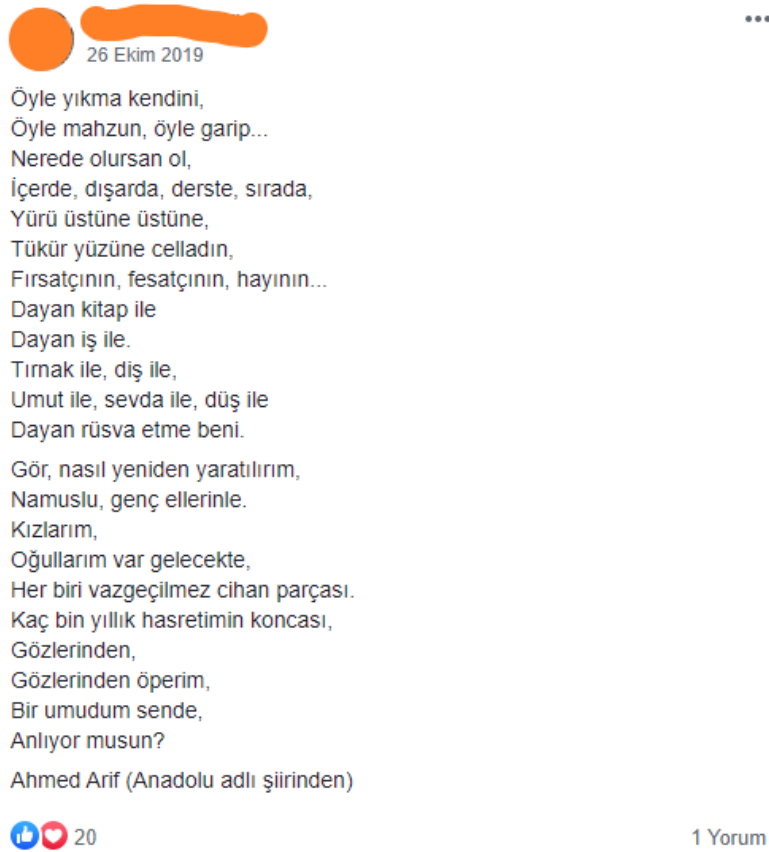 26 Ekim 2019
Öyle yıkma kendini,
Öyle mahzun, öyle garip...
Nerede olursan ol,
İçerde, dışarda, derste, sırada,
Yürü üstüne üstüne,
Tükür yüzüne celladın,
Fırsatçının, fesatçının, hayının...
Dayan kitap ile
Dayan iş ile.
Tırnak ile, diş ile,
Umut ile, sevda ile, düş ile
Dayan rüsva etme beni.
Gör, nasıl yeniden yaratılırım,
Namuslu, genç ellerinle.
Kızlarım,
Oğullarım var gelecekte,
Her biri vazgeçilmez cihan parçası.
Kaç bin yıllık hasretimin koncası,
Gözlerinden,
Gözlerinden öperim,
Bir umudum sende,
Anlıyor musun?
Ahmed Arif (Anadolu adlı şiirinden)
20 1 Yorum